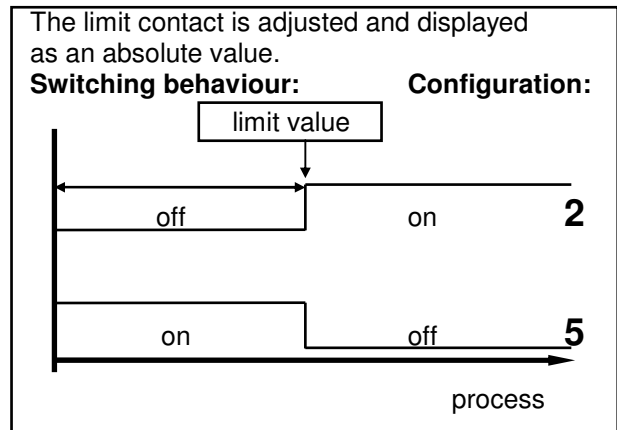 The limit contact is adjusted and displayed
as an absolute value.
Switching behaviour: Configuration:
limit value
off on 2
on off 5
process